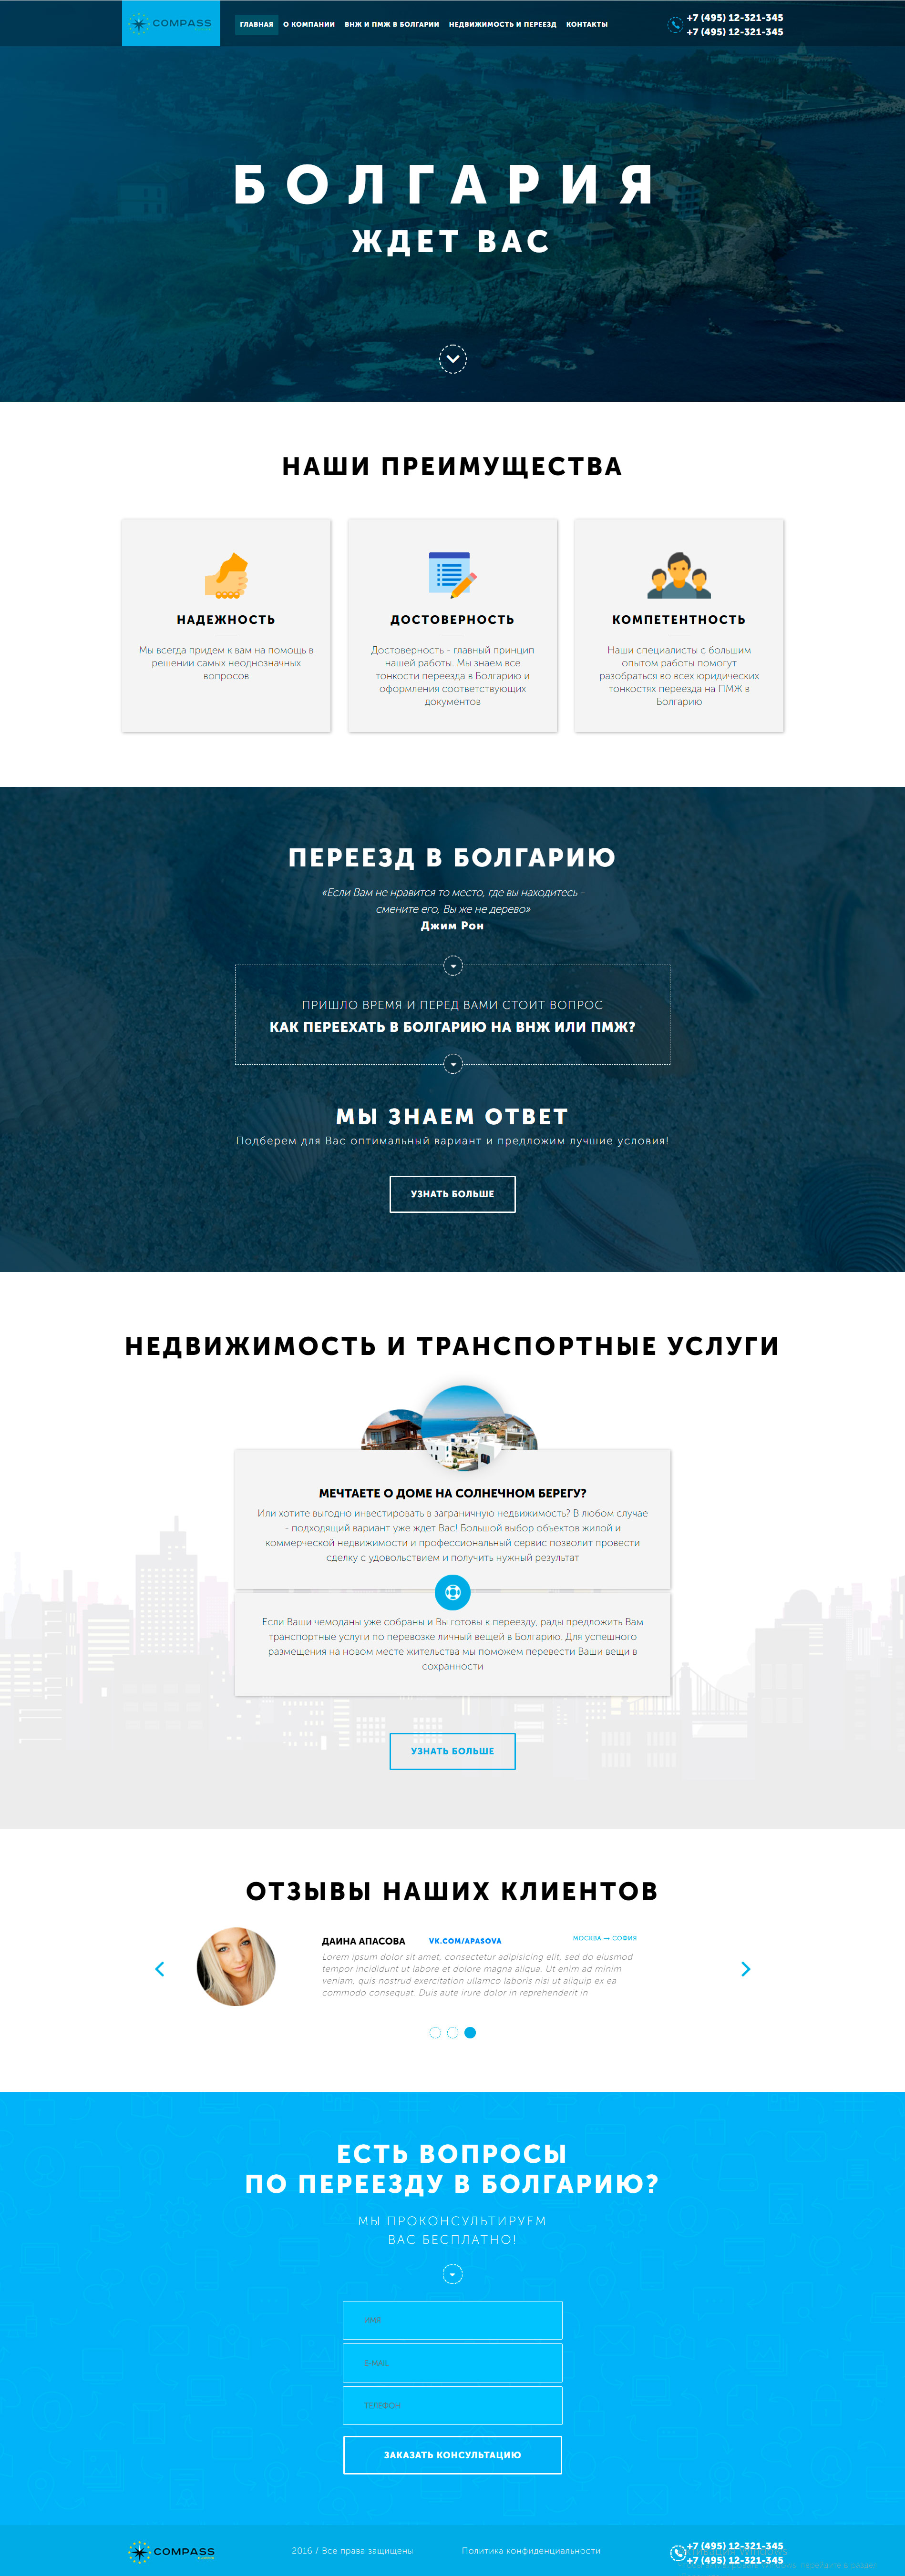 COMPASS
ГЛАВНАЯ О КОМПАНИИ ВНЖ И ПМЖ В БОЛГАРИИ НЕДВИЖИМОСТЬ И ПЕРЕЕЗД КОНТАКТЫ
+7 (495) 12-321-345
+7 (495) 12-321-345
БОЛГАРИЯ
ЖДЕТ ВАС
НАШИ ПРЕИМУЩЕСТВА
НАДЕЖНОСТЬ
Мы всегда придем к вам на помощь в
решении самых неоднозначных
вопросов
ДОСТОВЕРНОСТЬ
Достоверность - главный принцип
нашей работы. Мы знаем все
тонкости переезда в Болгарию и
оформления соответствующих
документов
КОМПЕТЕНТНОСТЬ
Наши специалисты с большим
опытом работы помогут
разобраться во всех юридических
тонкостях переезда на ПМЖ в
Болгарию
ПЕРЕЕЗД В БОЛГАРИЮ
«Если Вам не нравится то место, где вы находитесь -
смените его, Вы же не дерево»
Джим Рон
ПРИШЛО ВРЕМЯ И ПЕРЕД ВАМИ СТОИТ ВОПРОС
КАК ПЕРЕЕХАТЬ В БОЛГАРИЮ НА ВНЖ ИЛИ ПМЖ?
МЫ ЗНАЕМ ОТВЕТ
Подберем для Вас оптимальный вариант и предложим лучшие условия!
УЗНАТЬ БОЛЬШЕ
НЕДВИЖИМОСТЬ И ТРАНСПОРТНЫЕ УСЛУГИ
МЕЧТАЕТЕ О ДОМЕ НА СОЛНЕЧНОМ БЕРЕГУ?
Или хотите выгодно инвестировать в заграничную недвижимость? В любом случае
- подходящий вариант уже ждет Вас! Большой выбор объектов жилой и
коммерческой недвижимости и профессиональный сервис позволит провести
сделку с удовольствием и получить нужный результат
Если Ваши чемоданы уже собраны и Вы готовы к переезду, рады предложить Вам
транспортные услуги по перевозке личный вещей в Болгарию. Для успешного
размещения на новом месте жительства мы поможем перевести Ваши вещи в
сохранности
УЗНАТЬ БОЛЬШЕ
ОТЗЫВЫ НАШИХ КЛИЕНТОВ
ДАИНА АПАСОВА VK.COM/APASOVA МОСКВА → СОФИЯ
Lorem ipsum dolor sit amet, consectetur adipisicing elit, sed do eiusmod
tempor incididunt ut labore et dolore magna aliqua. Ut enim ad minim
veniam, quis nostrud exercitation ullamco laboris nisi ut aliquip ex ea
commodo consequat. Duis aute irure dolor in reprehenderit in
ЕСТЬ ВОПРОСЫ
ПО ПЕРЕЕЗДУ В БОЛГАРИЮ?
МЫ ПРОКОНСУЛЬТИРУЕМ
ВАС БЕСПЛАТНО!
ИМЯ
E-MAIL
ТЕЛЕФОН
ЗАКАЗАТЬ КОНСУЛЬТАЦИЮ
COMPASS
2016 / Все права защищены
Политика конфиденциальности
+7 (495) 12-321-345
+7 (495) 12-321-345